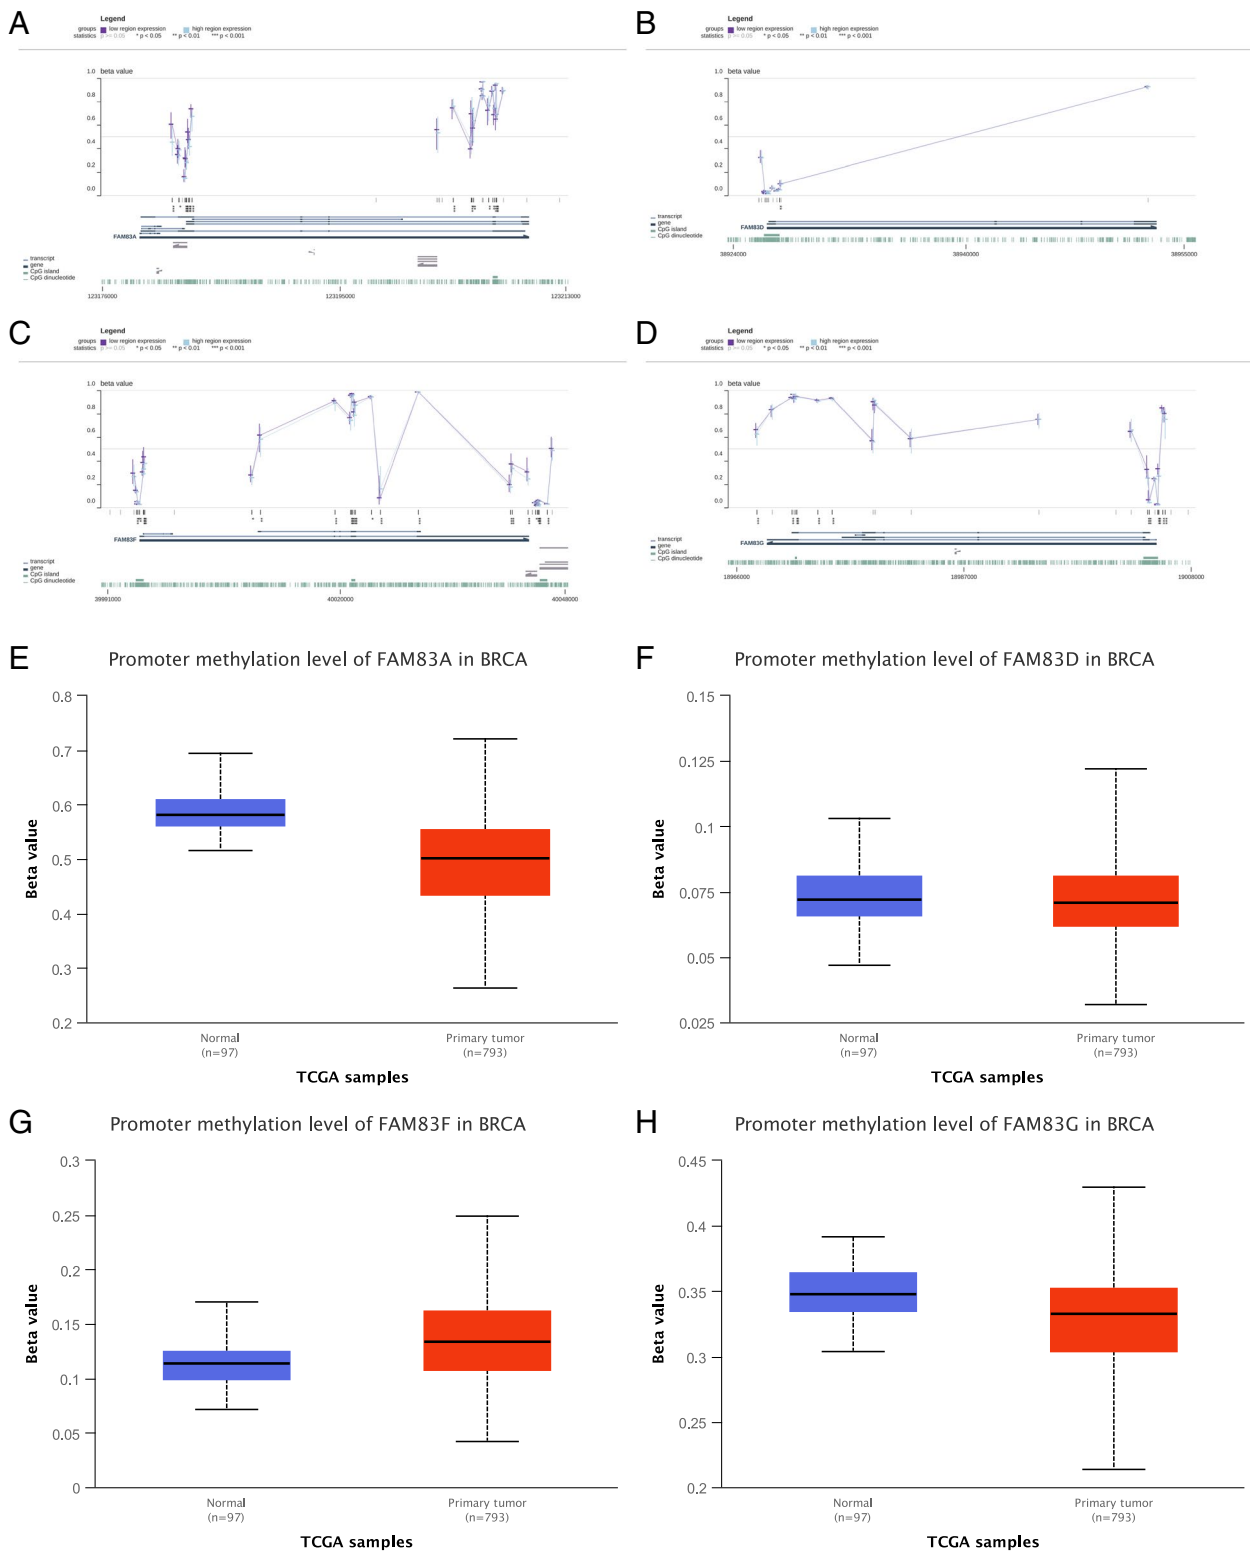 A
Legend
groups low region expression high region expression
statistics p >= 0.05 * p < 0.05 ** p < 0.01 *** p < 0.001
beta value
1.0
0.8
0.6
0.4
0.2
0.0
FAM83A
transcript
gene
CpG island
CpG dinucleotide
123170000 123195000 123213000
B
Legend
groups low region expression high region expression
statistics p >= 0.05 * p < 0.05 ** p < 0.01 *** p < 0.001
beta value
1.0
0.8
0.6
0.4
0.2
0.0
FAM83D
transcript
gene
CpG island
CpG dinucleotide
38924000 38940000 38955000
C
Legend
groups low region expression high region expression
statistics p >= 0.05 * p < 0.05 ** p < 0.01 *** p < 0.001
beta value
1.0
0.8
0.6
0.4
0.2
0.0
FAM83F
transcript
gene
CpG island
CpG dinucleotide
39991000 40020000 40048000
D
Legend
groups low region expression high region expression
statistics p >= 0.05 * p < 0.05 ** p < 0.01 *** p < 0.001
beta value
1.0
0.8
0.6
0.4
0.2
0.0
FAM83G
transcript
gene
CpG island
CpG dinucleotide
18966000 18987000 19008000
E
Promoter methylation level of FAM83A in BRCA
0.8
0.7
0.6
0.5
0.4
0.3
0.2
Beta value
Normal
(n=97)
Primary tumor
(n=793)
TCGA samples
F
Promoter methylation level of FAM83D in BRCA
0.15
0.125
0.1
0.075
0.05
0.025
Beta value
Normal
(n=97)
Primary tumor
(n=793)
TCGA samples
G
Promoter methylation level of FAM83F in BRCA
0.3
0.25
0.2
0.15
0.1
0.05
0
Beta value
Normal
(n=97)
Primary tumor
(n=793)
TCGA samples
H
Promoter methylation level of FAM83G in BRCA
0.45
0.4
0.35
0.3
0.25
0.2
Beta value
Normal
(n=97)
Primary tumor
(n=793)
TCGA samples